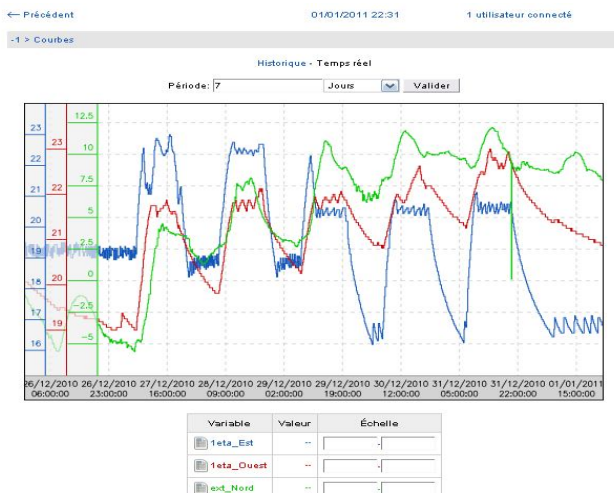 ← Précédent 01/01/2011 22:31 1 utilisateur connecté
-1 > Courbes
Historique - Temps réel
Période: 7 Jours Valider
12.5
23 23 10
22 7.5
21 22 5
20 21 2.5
19 0
18 20
17 19 -2.5
16 -5
26/12/2010 26/12/2010 27/12/2010 28/12/2010 29/12/2010 29/12/2010 30/12/2010 31/12/2010 31/12/2010 01/01/2011
06:00:00 23:00:00 16:00:00 09:00:00 02:00:00 19:00:00 12:00:00 05:00:00 22:00:00 15:00:00
Variable Valeur Échelle
1eta_Est -- -
1eta_Ouest -- -
ext_Nord -- -